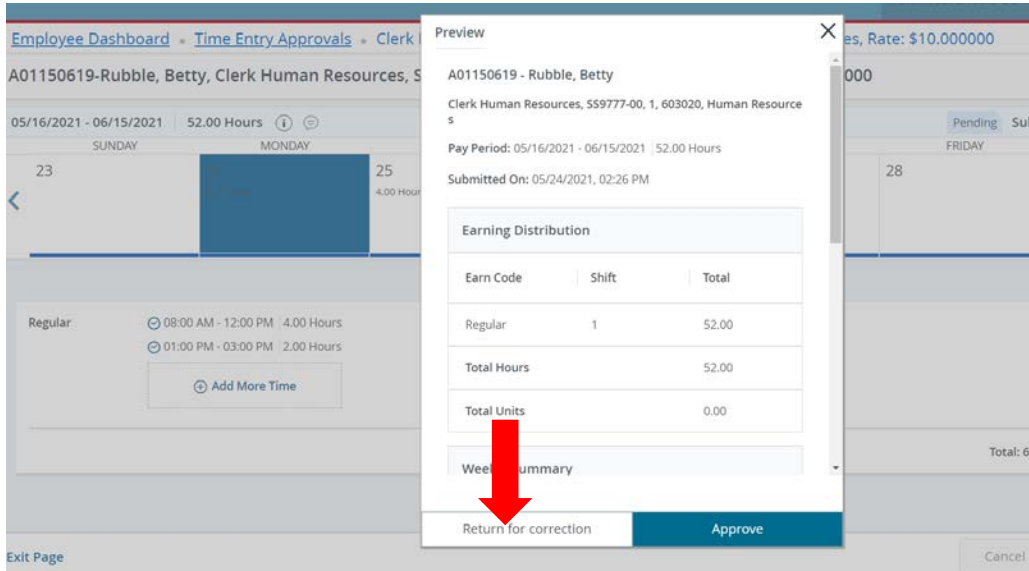 Employee Dashboard • Time Entry Approvals • Clerk
es, Rate: $10.000000
A01150619-Rubble, Betty, Clerk Human Resources, S
000
05/16/2021 - 06/15/2021 52.00 Hours
Pending Su
SUNDAY MONDAY FRIDAY
23 25 28
4.00 Hour
Regular 08:00 AM - 12:00 PM 4.00 Hours
01:00 PM - 03:00 PM 2.00 Hours
Add More Time
Total: 6
Exit Page
Cancel
Preview
A01150619 - Rubble, Betty
Clerk Human Resources, SS9777-00, 1, 603020, Human Resource
s
Pay Period: 05/16/2021 - 06/15/2021 52.00 Hours
Submitted On: 05/24/2021, 02:26 PM
Earning Distribution
Earn Code Shift Total
Regular 1 52.00
Total Hours 52.00
Total Units 0.00
Week ummary
Return for correction Approve